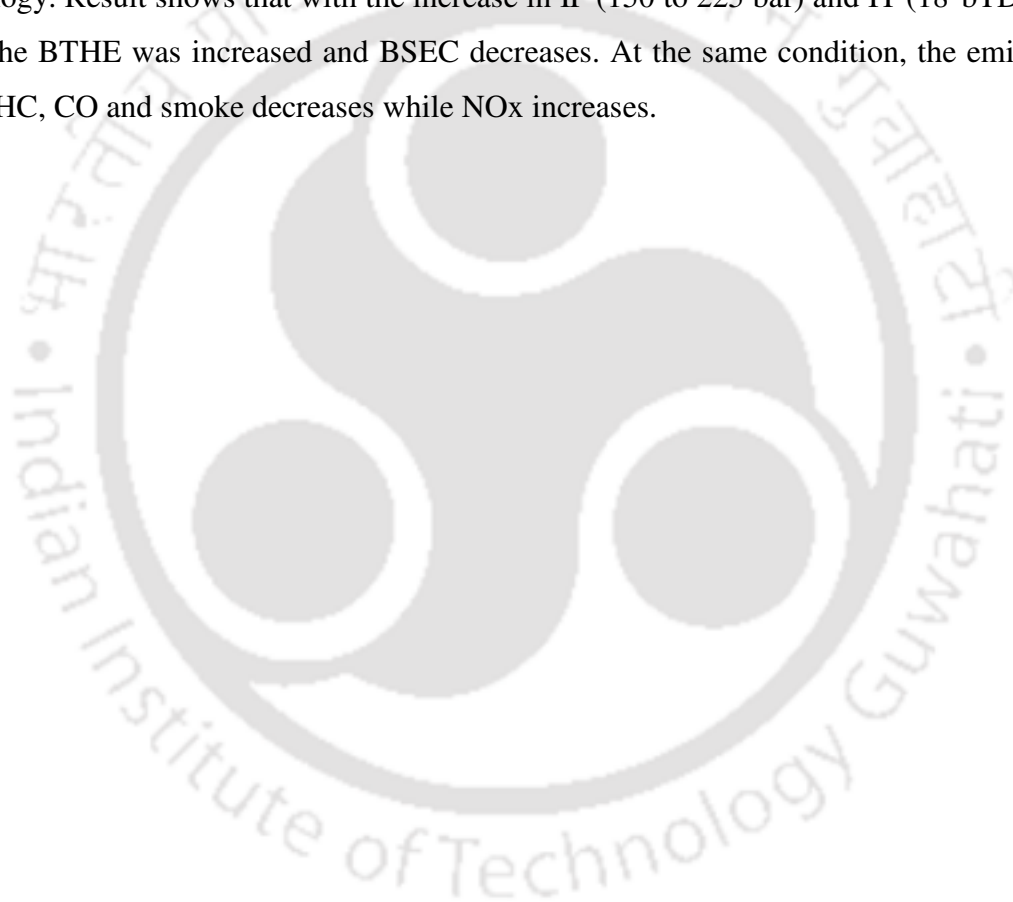 ology. Result shows that with the increase in IP (150 to 225 bar) and IT (18°bTD
he BTHE was increased and BSEC decreases. At the same condition, the emi
HC, CO and smoke decreases while NOx increases.
गुवाहाटी
• Indian Institute of Technology Guwahati •